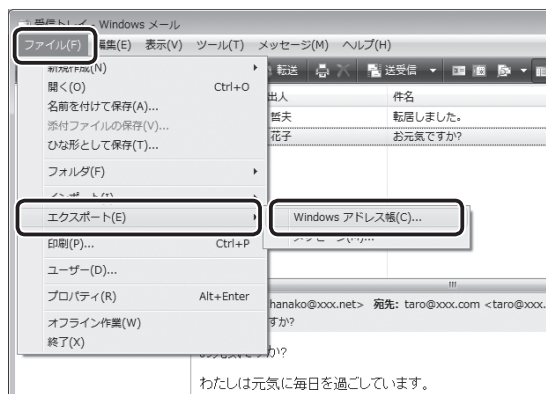 受信トレイ - Windows メール
ファイル(F) 編集(E) 表示(V) ツール(T) メッセージ(M) ヘルプ(H)
新規作成(N)
転送 送受信
開く(O) Ctrl+O
名前を付けて保存(A)...
件名
添付ファイルの保存(V)...
哲夫 転居しました。
ひな形として保存(T)...
花子 お元気ですか?
フォルダ(F)
エクスポート(E)
Windows アドレス帳(C)...
印刷(P)... Ctrl+P
ユーザー(D)...
プロパティ(R) Alt+Enter
hanako@xxx.net> 宛先: taro@xxx.com <taro@xxx.
オフライン作業(W)
すか?
終了(X)
わたしは元気に毎日を過ごしています。